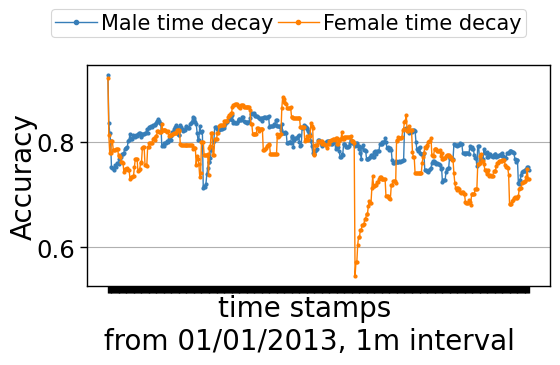 Male time decay Female time decay
Accuracy
0.8
0.6
time stamps
from 01/01/2013, 1m interval